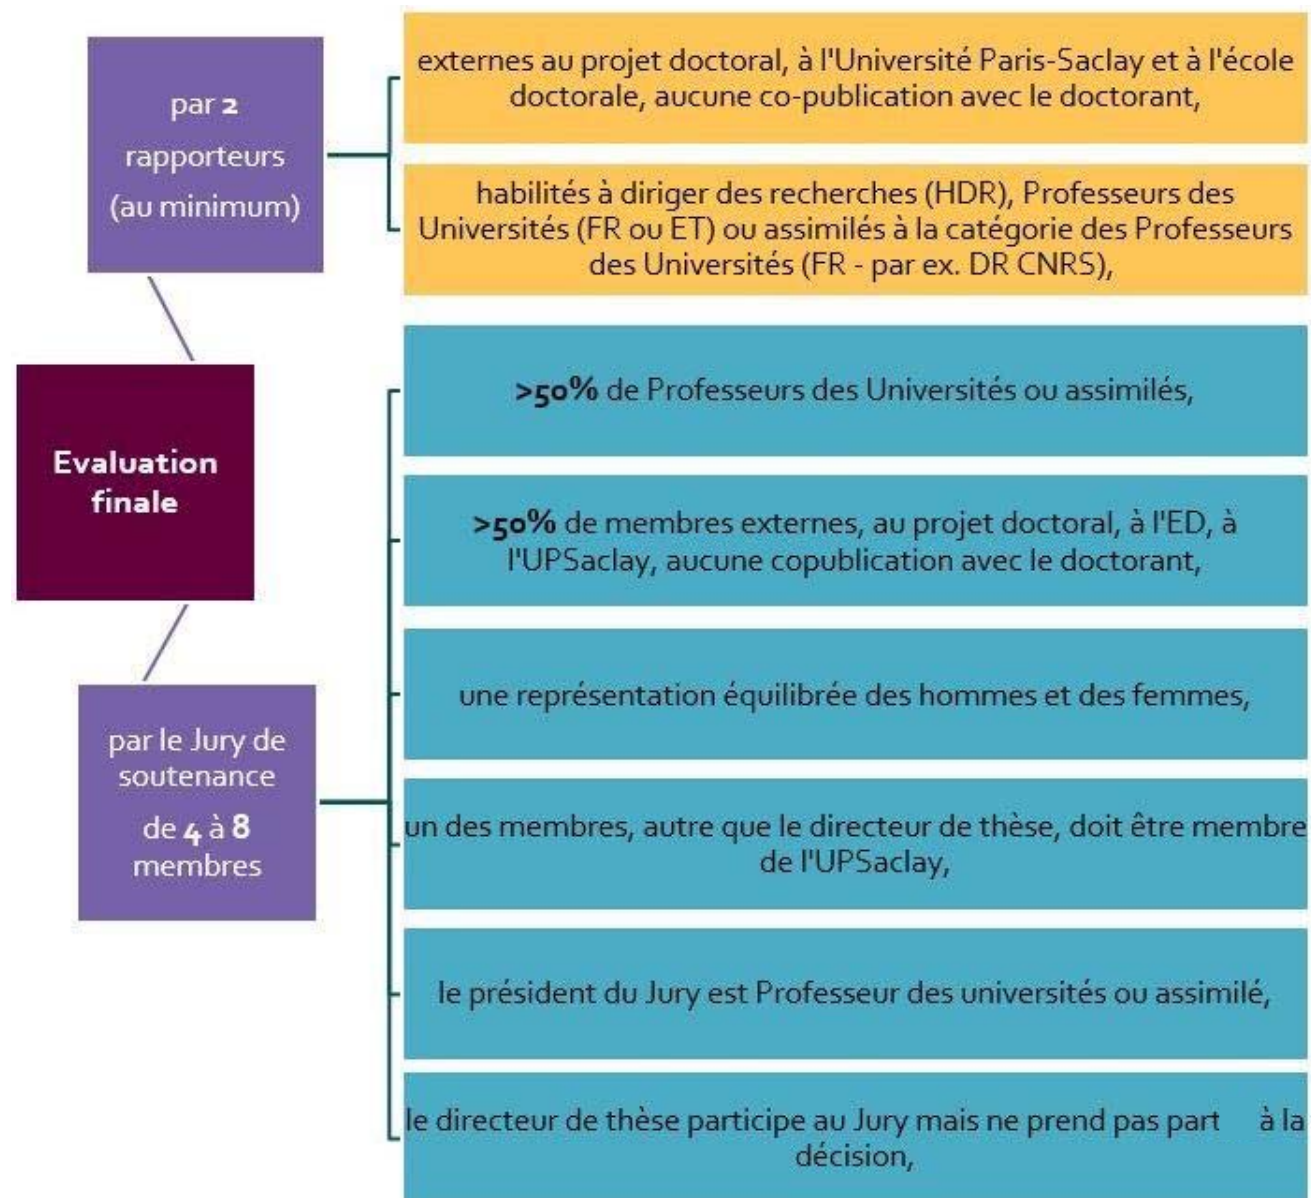 par 2
rapporteurs
(au minimum)
externes au projet doctoral, à l'Université Paris-Saclay et à l'école
doctorale, aucune co-publication avec le doctorant,
habilités à diriger des recherches (HDR), Professeurs des
Universités (FR ou ET) ou assimilés à la catégorie des Professeurs
des Universités (FR - par ex. DR CNRS),
Evaluation
finale
par le Jury de
soutenance
de 4 à 8
membres
>50% de Professeurs des Universités ou assimilés,
>50% de membres externes, au projet doctoral, à l'ED, à
l'UPSaclay, aucune copublication avec le doctorant,
une représentation équilibrée des hommes et des femmes,
un des membres, autre que le directeur de thèse, doit être membre
de l'UPSaclay,
le président du Jury est Professeur des universités ou assimilé,
le directeur de thèse participe au Jury mais ne prend pas part à la
décision,